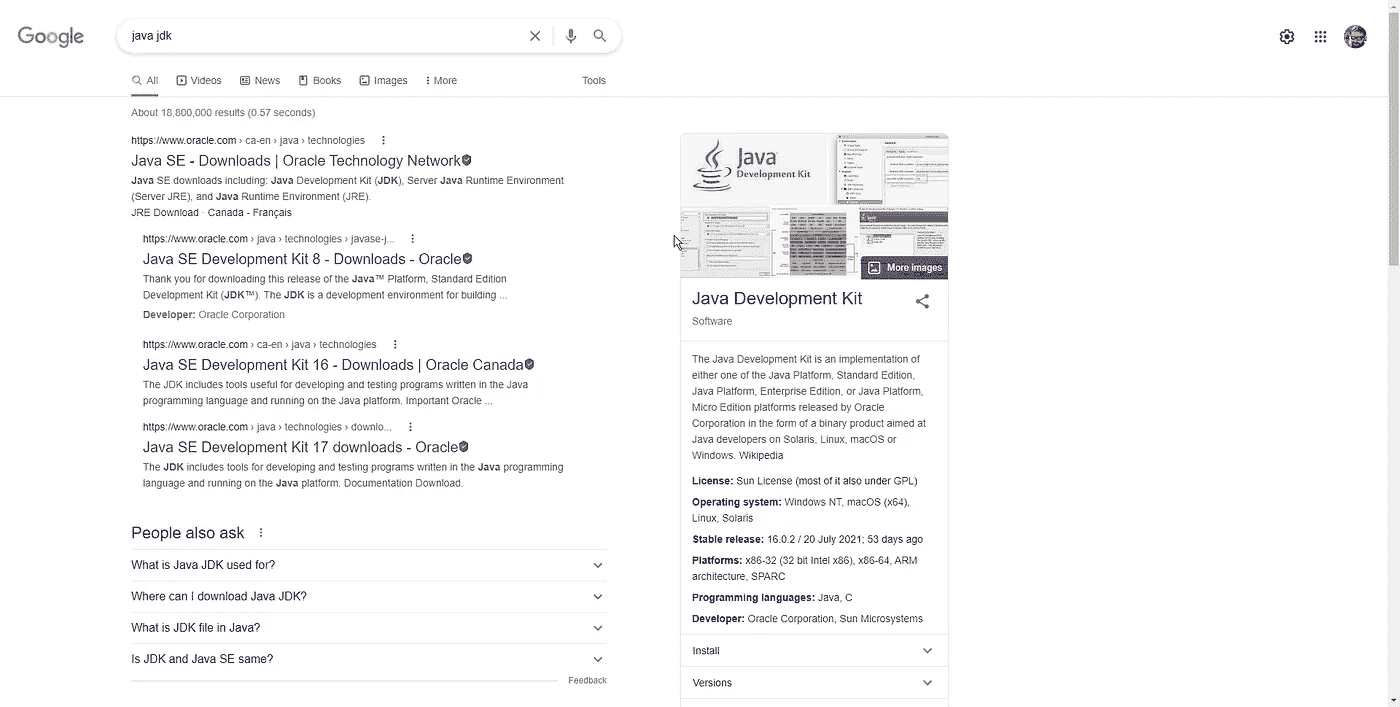 Google
java jdk
All
Videos
News
Books
Images
More
Tools
About 18,800,000 results (0.57 seconds)
https://www.oracle.com › ca-en › java › technologies
Java SE - Downloads | Oracle Technology Network
Java SE downloads including: Java Development Kit (JDK), Server Java Runtime Environment
(Server JRE), and Java Runtime Environment (JRE).
JRE Download · Canada - Français
https://www.oracle.com › java › technologies › javase-j...
Java SE Development Kit 8 - Downloads - Oracle
Thank you for downloading this release of the Java™ Platform, Standard Edition
Development Kit (JDK™). The JDK is a development environment for building ...
Developer: Oracle Corporation
https://www.oracle.com › ca-en › java › technologies
Java SE Development Kit 16 - Downloads | Oracle Canada
The JDK includes tools useful for developing and testing programs written in the Java
programming language and running on the Java platform. Important Oracle ...
https://www.oracle.com › java › technologies › downlo...
Java SE Development Kit 17 downloads - Oracle
The JDK includes tools for developing and testing programs written in the Java programming
language and running on the Java platform. Documentation Download.
People also ask
What is Java JDK used for?
Where can I download Java JDK?
What is JDK file in Java?
Is JDK and Java SE same?
Feedback
Java
Development Kit
More images
Java Development Kit
Software
The Java Development Kit is an implementation of
either one of the Java Platform, Standard Edition,
Java Platform, Enterprise Edition, or Java Platform,
Micro Edition platforms released by Oracle
Corporation in the form of a binary product aimed at
Java developers on Solaris, Linux, macOS or
Windows. Wikipedia
License: Sun License (most of it also under GPL)
Operating system: Windows NT, macOS (x64),
Linux, Solaris
Stable release: 16.0.2 / 20 July 2021; 53 days ago
Platforms: x86-32 (32 bit Intel x86), x86-64, ARM
architecture, SPARC
Programming languages: Java, C
Developer: Oracle Corporation, Sun Microsystems
Install
Versions